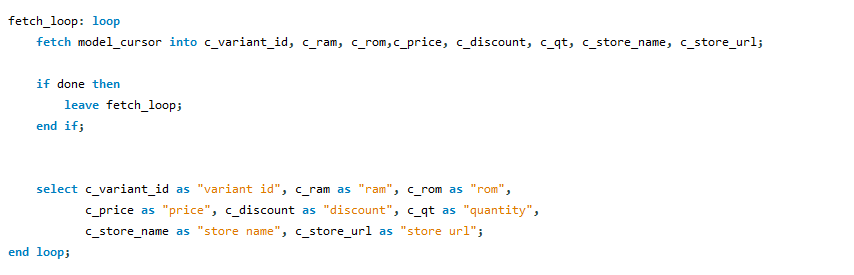 fetch_loop: loop
fetch model_cursor into c_variant_id, c_ram, c_rom,c_price, c_discount, c_qt, c_store_name, c_store_url;
if done then
leave fetch_loop;
end if;
select c_variant_id as "variant id", c_ram as "ram", c_rom as "rom",
c_price as "price", c_discount as "discount", c_qt as "quantity",
c_store_name as "store name", c_store_url as "store url";
end loop;